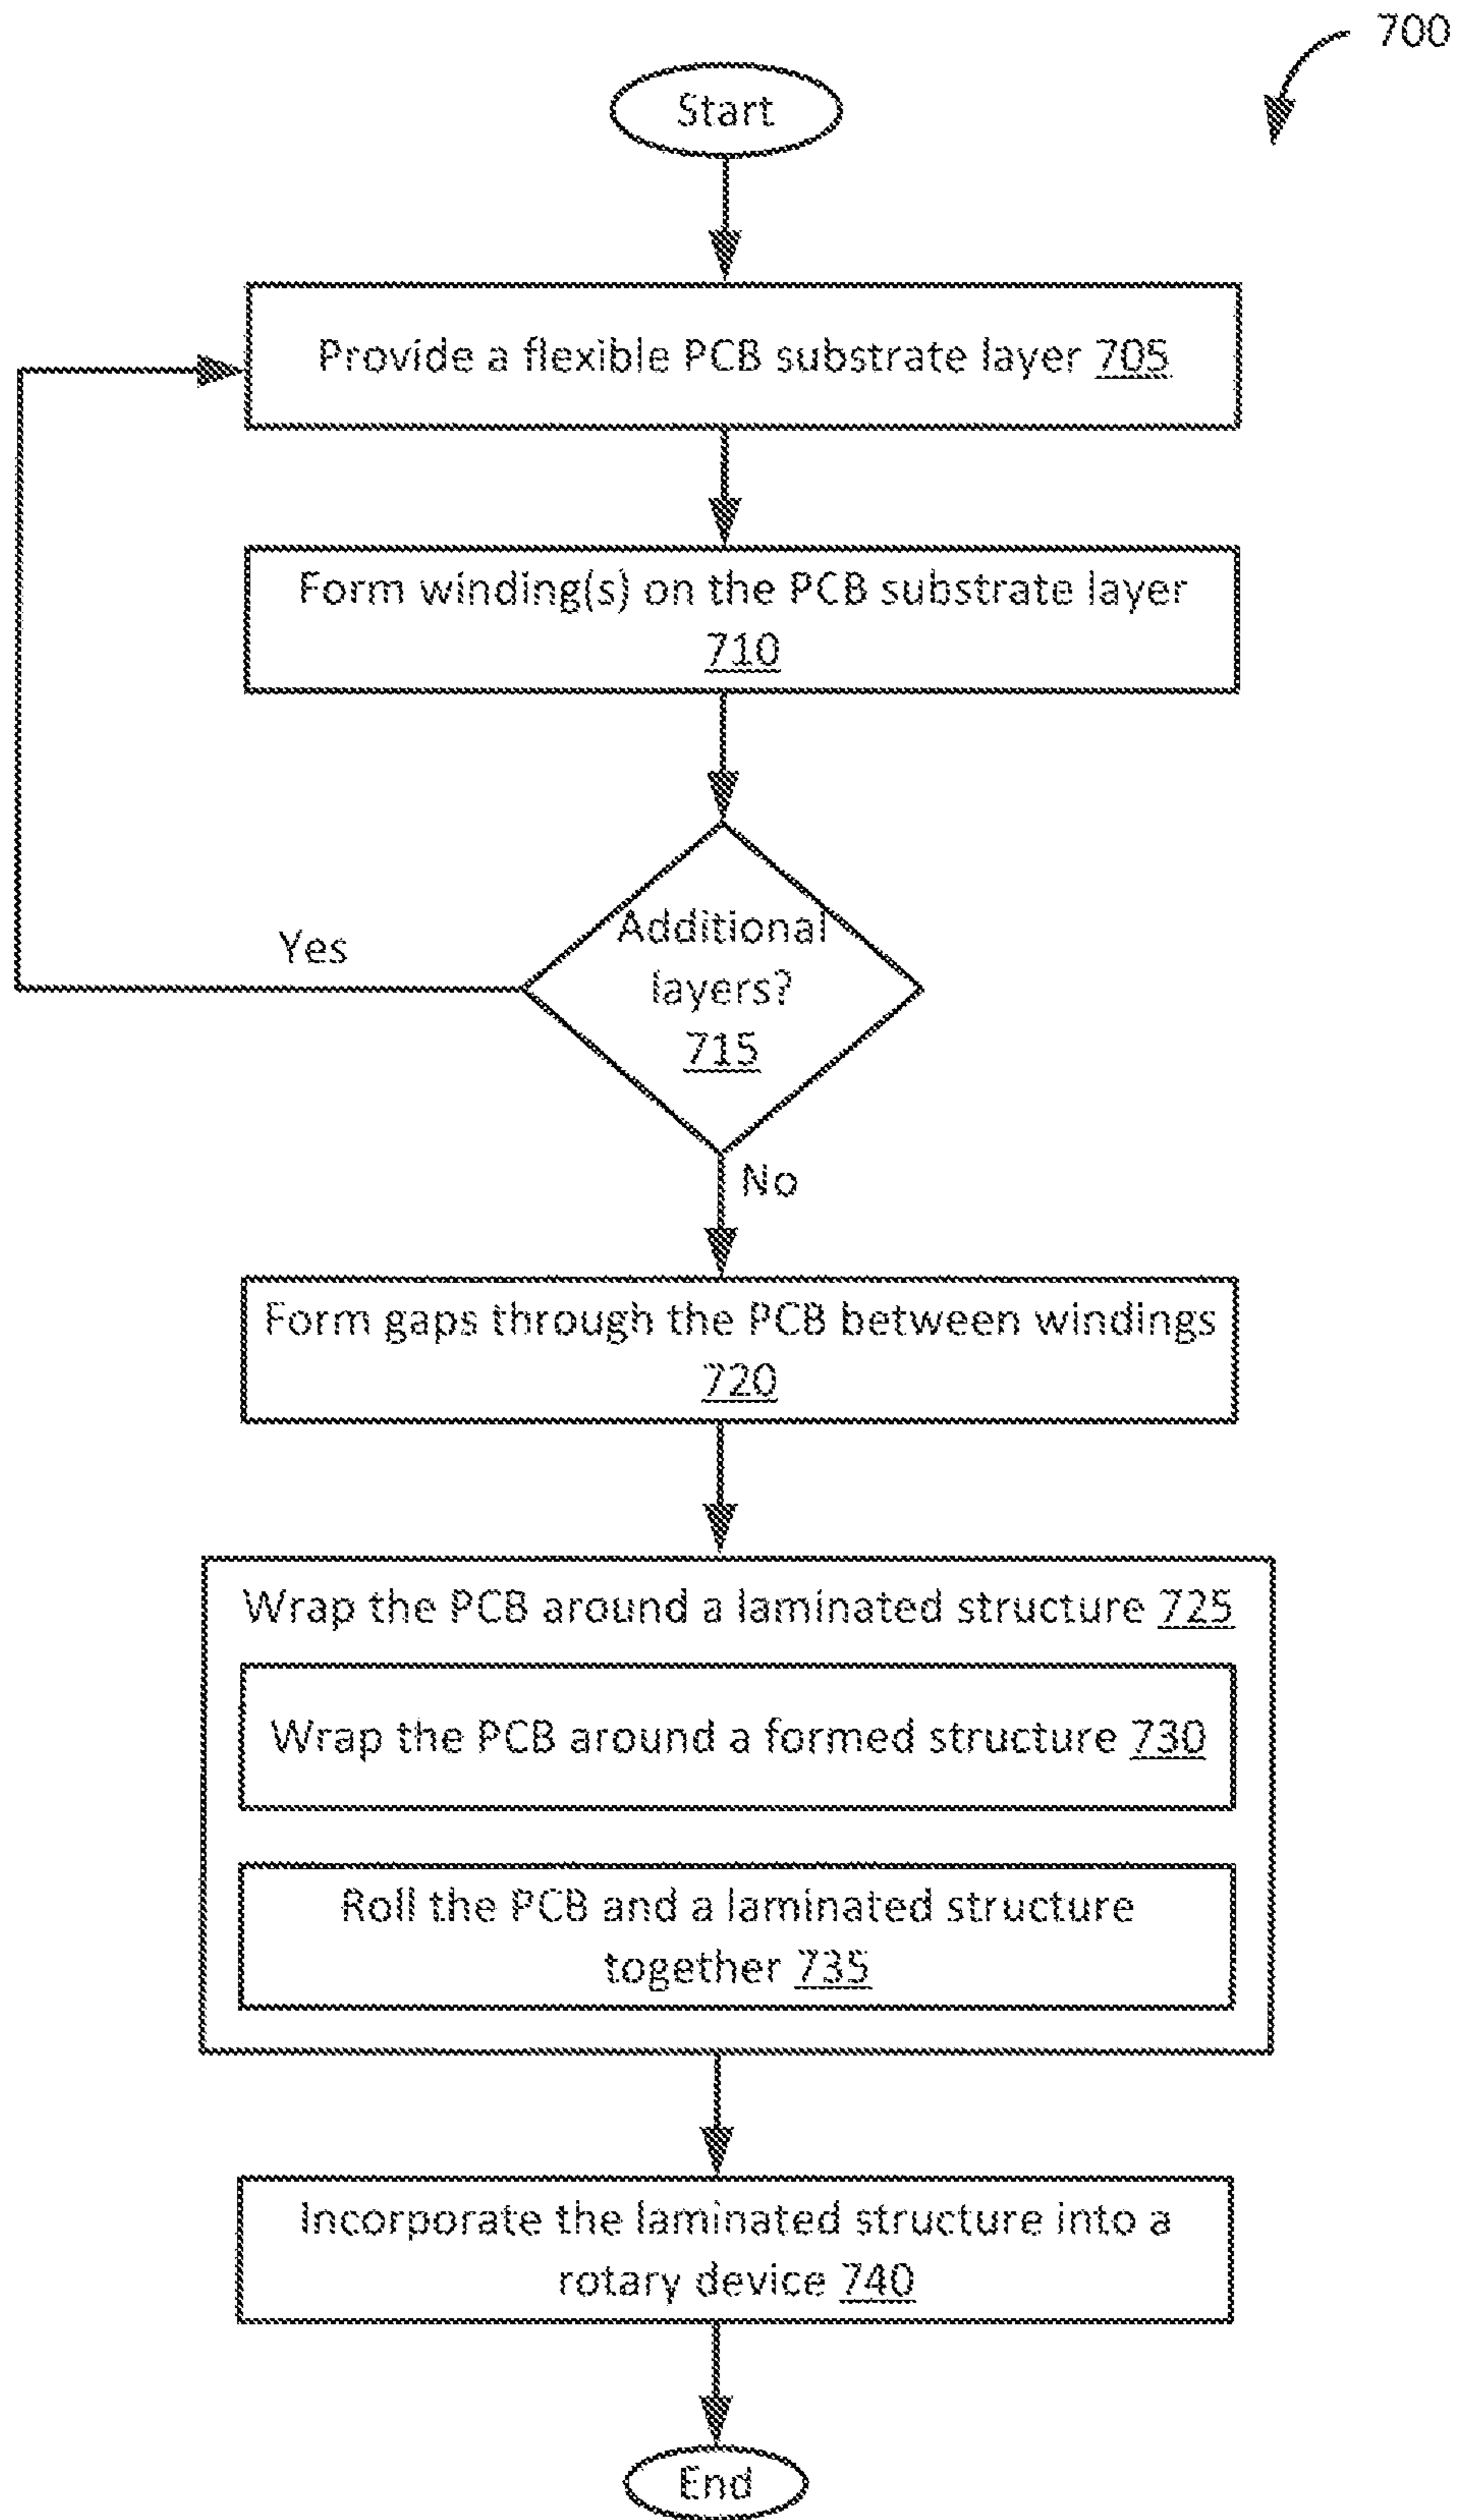 700
Start
Provide a flexible PCB substrate layer 705
Form winding(s) on the PCB substrate layer
710
Additional
layers?
715
Yes
No
Form gaps through the PCB between windings
720
Wrap the PCB around a laminated structure 725
Wrap the PCB around a formed structure 730
Roll the PCB and a laminated structure
together 735
Incorporate the laminated structure into a
rotary device 740
End